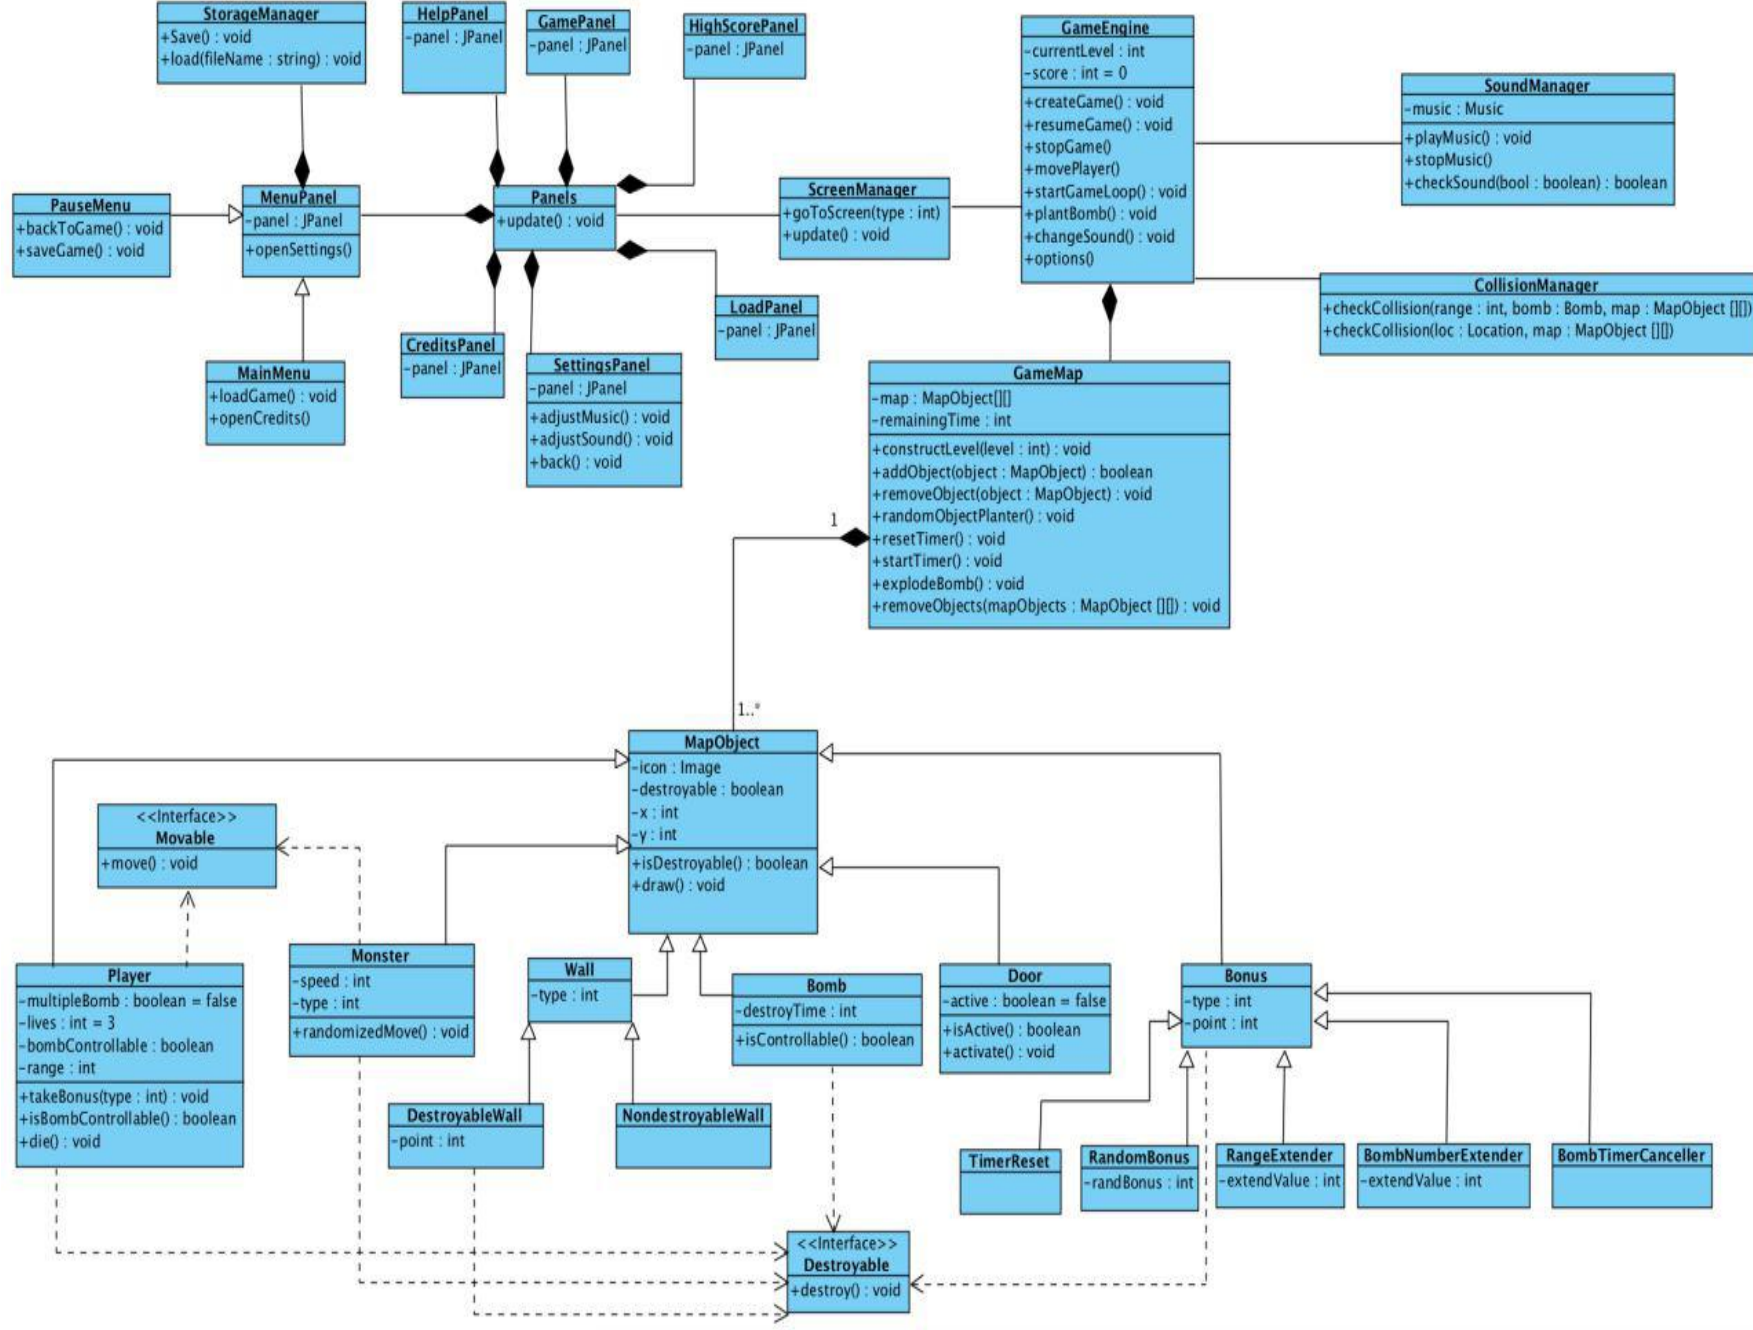 StorageManager
+Save() : void
+load(fileName : string) : void
HelpPanel
-panel : JPanel
GamePanel
-panel : JPanel
HighScorePanel
-panel : JPanel
GameEngine
-currentLevel : int
-score : int = 0
+createGame() : void
+resumeGame() : void
+stopGame()
+movePlayer()
+startGameLoop() : void
+plantBomb() : void
+changeSound() : void
+options()
SoundManager
-music : Music
+playMusic() : void
+stopMusic()
+checkSound(bool : boolean) : boolean
PauseMenu
+backToGame() : void
+saveGame() : void
MenuPanel
-panel : JPanel
+openSettings()
Panels
+update() : void
ScreenManager
+goToScreen(type : int)
+update() : void
CollisionManager
+checkCollision(range : int, bomb : Bomb, map : MapObject [][])
+checkCollision(loc : Location, map : MapObject [][])
LoadPanel
-panel : JPanel
CreditsPanel
-panel : JPanel
SettingsPanel
-panel : JPanel
+adjustMusic() : void
+adjustSound() : void
+back() : void
MainMenu
+loadGame() : void
+openCredits()
GameMap
-map : MapObject[][]
-remainingTime : int
+constructLevel(level : int) : void
+addObject(object : MapObject) : boolean
+removeObject(object : MapObject) : void
+randomObjectPlanter() : void
+resetTimer() : void
+startTimer() : void
+explodeBomb() : void
+removeObjects(mapObjects : MapObject [][]) : void
1
1..*
MapObject
-icon : Image
-destroyable : boolean
-x : int
-y : int
+isDestroyable() : boolean
+draw() : void
<<Interface>>
Movable
+move() : void
Player
-multipleBomb : boolean = false
-lives : int = 3
-bombControllable : boolean
-range : int
+takeBonus(type : int) : void
+isBombControllable() : boolean
+die() : void
Monster
-speed : int
-type : int
+randomizedMove() : void
Wall
-type : int
Bomb
-destroyTime : int
+isControllable() : boolean
Door
-active : boolean = false
+isActive() : boolean
+activate() : void
Bonus
-type : int
-point : int
DestroyableWall
-point : int
NondestroyableWall
TimerReset
RandomBonus
-randBonus : int
RangeExtender
-extendValue : int
BombNumberExtender
-extendValue : int
BombTimerCanceller
<<Interface>>
Destroyable
+destroy() : void